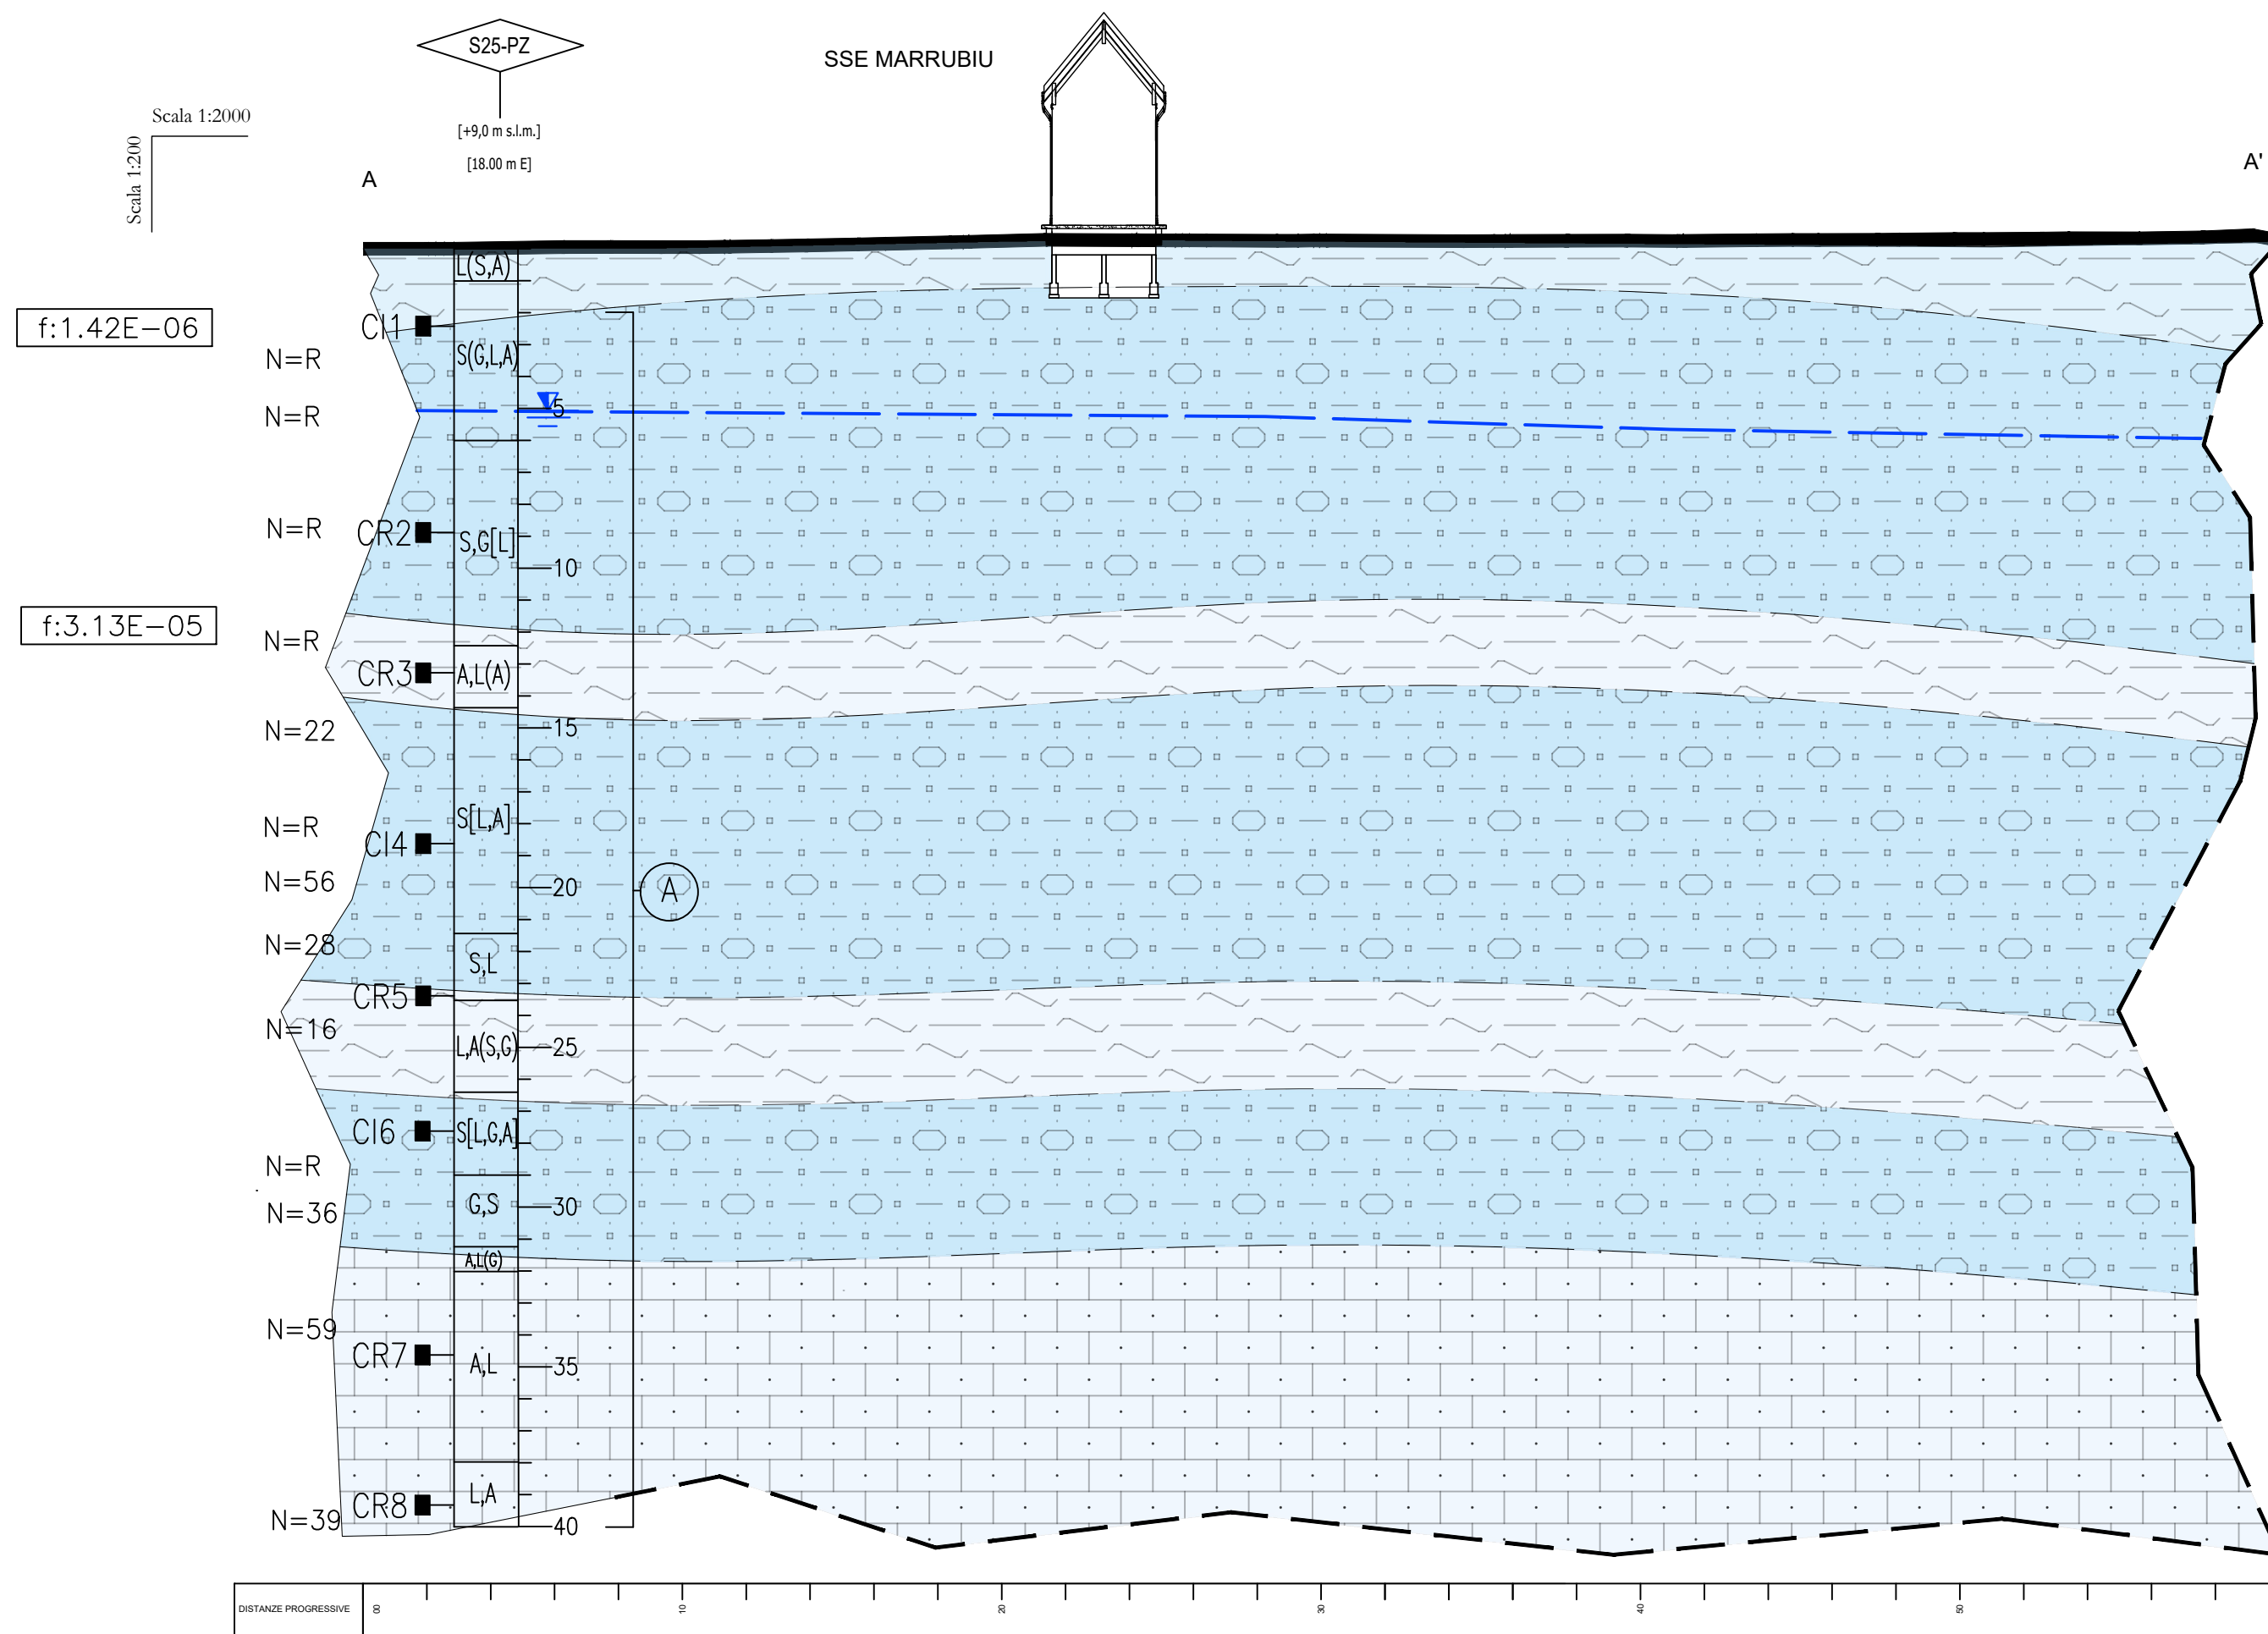 S25-PZ
SSE MARRUBIU
Scala 1:2000
Scala 1:200
[+9,0 m s.l.m.]
[18.00 m E]
A
A'
L(S,A)
f:1.42E-06
CI1
N=R
S(G,L,A)
N=R
5
N=R
CR2
S,G[L]
10
f:3.13E-05
N=R
CR3
A,L(A)
N=22
15
N=R
S[L,A]
CI4
N=56
20
A
N=28
S,L
CR5
N=16
L,A(S,G)
25
CI6
S[L,G,A]
N=R
N=36
G,S
30
A,L(G)
N=59
CR7
A,L
35
L,A
CR8
N=39
40
DISTANZE PROGRESSIVE
00
10
20
30
40
50